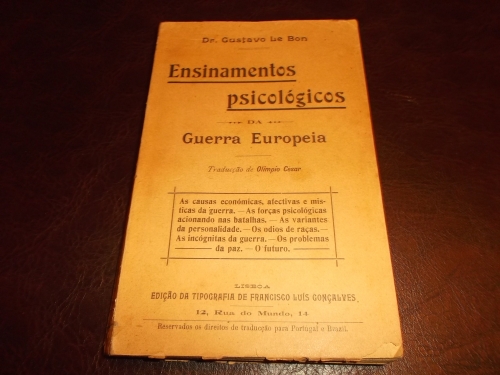 Dr. Gustavo Le Bon
Ensinamentos
psicológicos
DA
Guerra Europeia
Tradução de Olímpio Cesar
As causas económicas, afectivas e mis-
ticas da guerra. — As forças psicológicas
acionando nas batalhas. — As variantes
da personalidade. — Os odios de raças. —
As incógnitas da guerra. — Os problemas
da paz. — O futuro.
LISBOA
EDIÇÃO DA TIPOGRAFIA DE FRANCISCO LUÍS GONÇALVES
12, Rua do Mundo, 14
Reservados os direitos de traducção para Portugal e Brazil